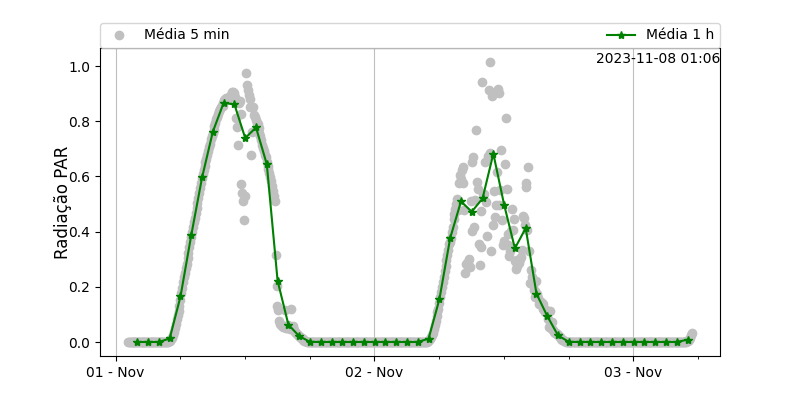 Média 5 min
Média 1 h
2023-11-08 01:06
Radiação PAR
1.0
0.8
0.6
0.4
0.2
0.0
01 - Nov
02 - Nov
03 - Nov